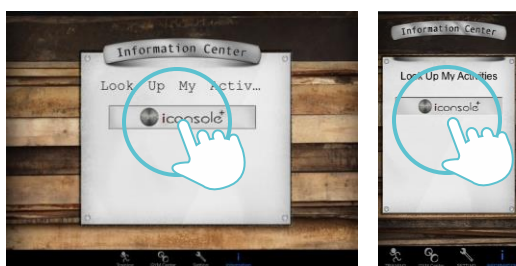 Information Center
Look Up My Activ…
iconsole+
Information Center
Look Up My Activities
iconsole+